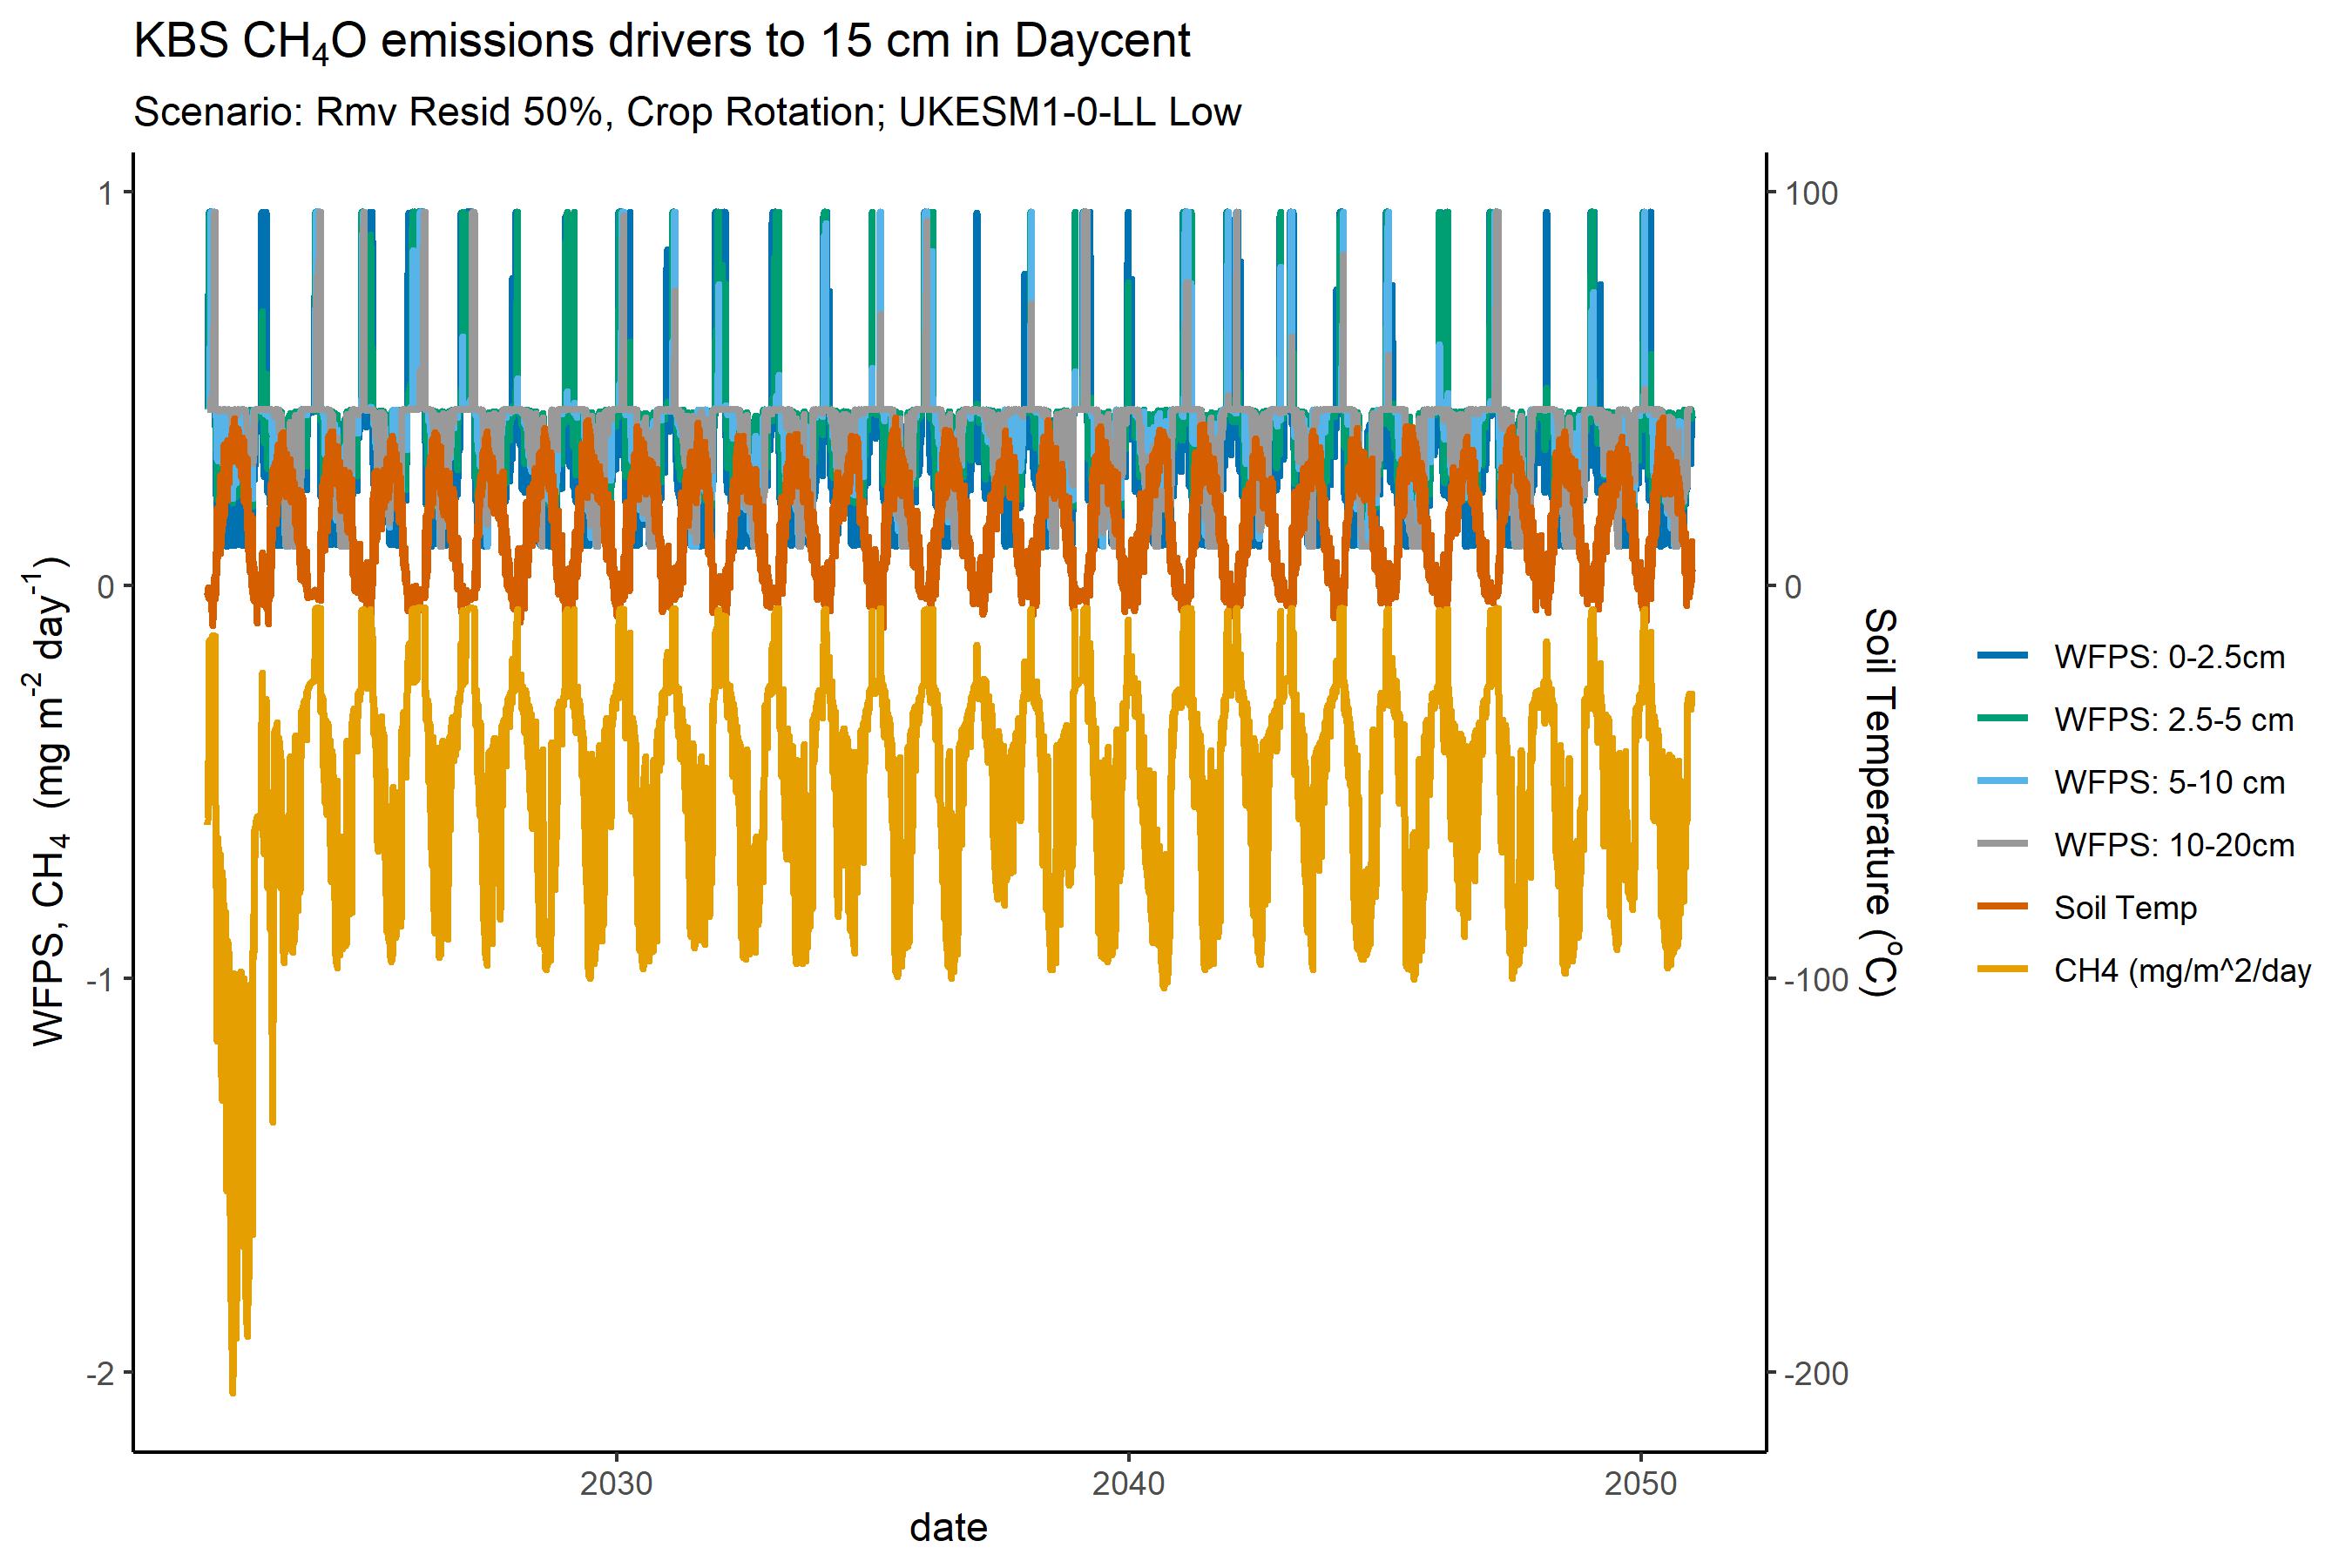 KBS CH₄O emissions drivers to 15 cm in Daycent
Scenario: Rmv Resid 50%, Crop Rotation; UKESM1-0-LL Low
1
0
-1
-2
WFPS, CH₄ (mg m⁻² day⁻¹)
100
0
-100
-200
Soil Temperature (ºC)
2030
2040
2050
date
WFPS: 0-2.5cm
WFPS: 2.5-5 cm
WFPS: 5-10 cm
WFPS: 10-20cm
Soil Temp
CH4 (mg/m^2/day